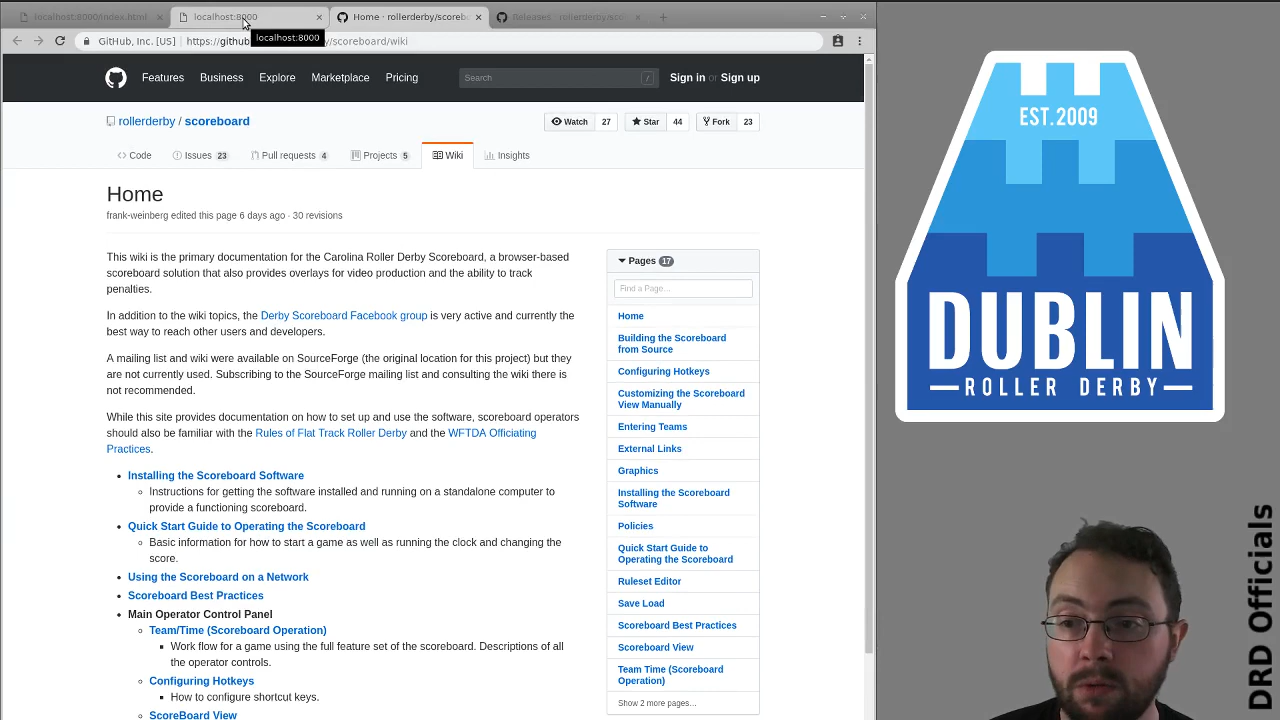 localhost:8000/index.html
localhost:8000
Home · rollerderby/scoreb
Releases · rollerderby/sco
GitHub, Inc. [US]
https://github
/scoreboard/wiki
localhost:8000
Features
Business
Explore
Marketplace
Pricing
Search
/
Sign in or Sign up
rollerderby / scoreboard
Watch 27
Star 44
Fork 23
Code
Issues 23
Pull requests 4
Projects 5
Wiki
Insights
Home
frank-weinberg edited this page 6 days ago · 30 revisions
This wiki is the primary documentation for the Carolina Roller Derby Scoreboard, a browser-based
scoreboard solution that also provides overlays for video production and the ability to track
penalties.
In addition to the wiki topics, the Derby Scoreboard Facebook group is very active and currently the
best way to reach other users and developers.
A mailing list and wiki were available on SourceForge (the original location for this project) but they
are not currently used. Subscribing to the SourceForge mailing list and consulting the wiki there is
not recommended.
While this site provides documentation on how to set up and use the software, scoreboard operators
should also be familiar with the Rules of Flat Track Roller Derby and the WFTDA Officiating
Practices.
Installing the Scoreboard Software
Instructions for getting the software installed and running on a standalone computer to
provide a functioning scoreboard.
Quick Start Guide to Operating the Scoreboard
Basic information for how to start a game as well as running the clock and changing the
score.
Using the Scoreboard on a Network
Scoreboard Best Practices
Main Operator Control Panel
Team/Time (Scoreboard Operation)
Work flow for a game using the full feature set of the scoreboard. Descriptions of all
the operator controls.
Configuring Hotkeys
How to configure shortcut keys.
ScoreBoard View
Pages 17
Find a Page…
Home
Building the Scoreboard
from Source
Configuring Hotkeys
Customizing the Scoreboard
View Manually
Entering Teams
External Links
Graphics
Installing the Scoreboard
Software
Policies
Quick Start Guide to
Operating the Scoreboard
Ruleset Editor
Save Load
Scoreboard Best Practices
Scoreboard View
Team Time (Scoreboard
Operation)
Show 2 more pages…
EST.2009
DUBLIN
ROLLER DERBY
DRD Officials